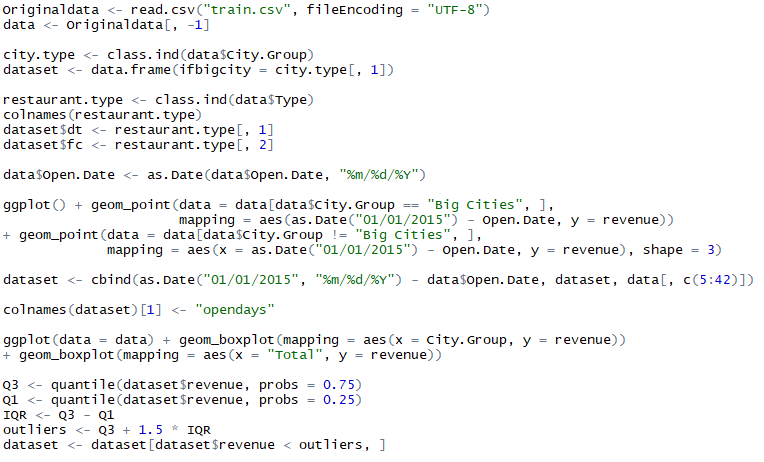 Originaldata <- read.csv("train.csv", fileEncoding = "UTF-8")
data <- Originaldata[, -1]
city.type <- class.ind(data$City.Group)
dataset <- data.frame(ifbigcity = city.type[, 1])
restaurant.type <- class.ind(data$Type)
colnames(restaurant.type)
dataset$dt <- restaurant.type[, 1]
dataset$fc <- restaurant.type[, 2]
data$Open.Date <- as.Date(data$Open.Date, "%m/%d/%Y")
ggplot() + geom_point(data = data[data$City.Group == "Big Cities", ],
mapping = aes(as.Date("01/01/2015") - Open.Date, y = revenue))
+ geom_point(data = data[data$City.Group != "Big Cities", ],
mapping = aes(x = as.Date("01/01/2015") - Open.Date, y = revenue), shape = 3)
dataset <- cbind(as.Date("01/01/2015", "%m/%d/%Y") - data$Open.Date, dataset, data[, c(5:42)])
colnames(dataset)[1] <- "opendays"
ggplot(data = data) + geom_boxplot(mapping = aes(x = City.Group, y = revenue))
+ geom_boxplot(mapping = aes(x = "Total", y = revenue))
Q3 <- quantile(dataset$revenue, probs = 0.75)
Q1 <- quantile(dataset$revenue, probs = 0.25)
IQR <- Q3 - Q1
outliers <- Q3 + 1.5 * IQR
dataset <- dataset[dataset$revenue < outliers, ]